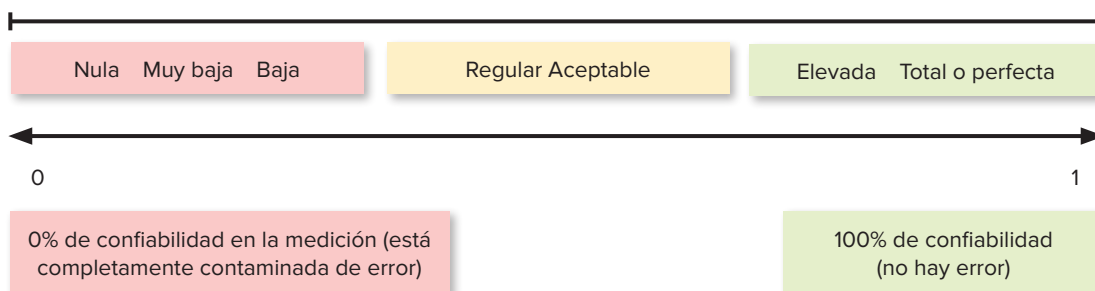 Nula Muy baja Baja
Regular Aceptable
Elevada Total o perfecta
0
1
0% de confiabilidad en la medición (está
completamente contaminada de error)
100% de confiabilidad
(no hay error)